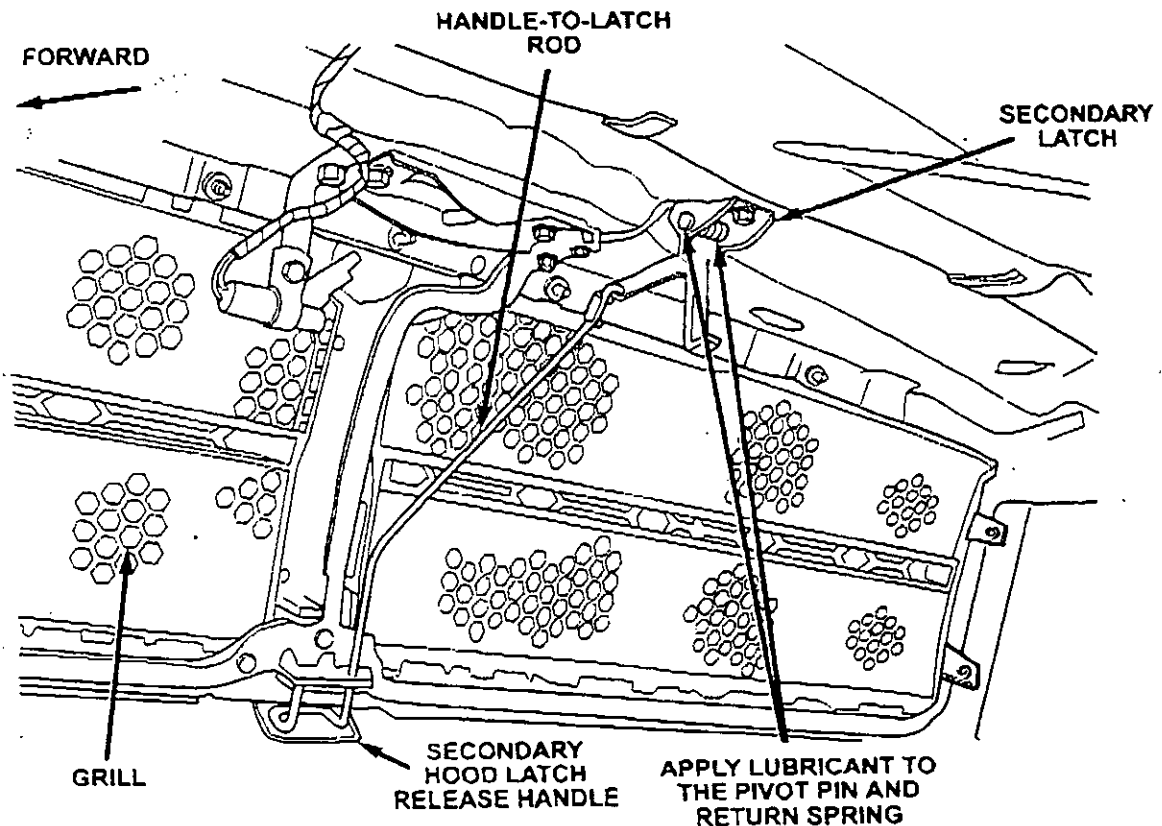 HANDLE-TO-LATCH
ROD
FORWARD
SECONDARY
LATCH
GRILL
SECONDARY
HOOD LATCH
RELEASE HANDLE
APPLY LUBRICANT TO
THE PIVOT PIN AND
RETURN SPRING